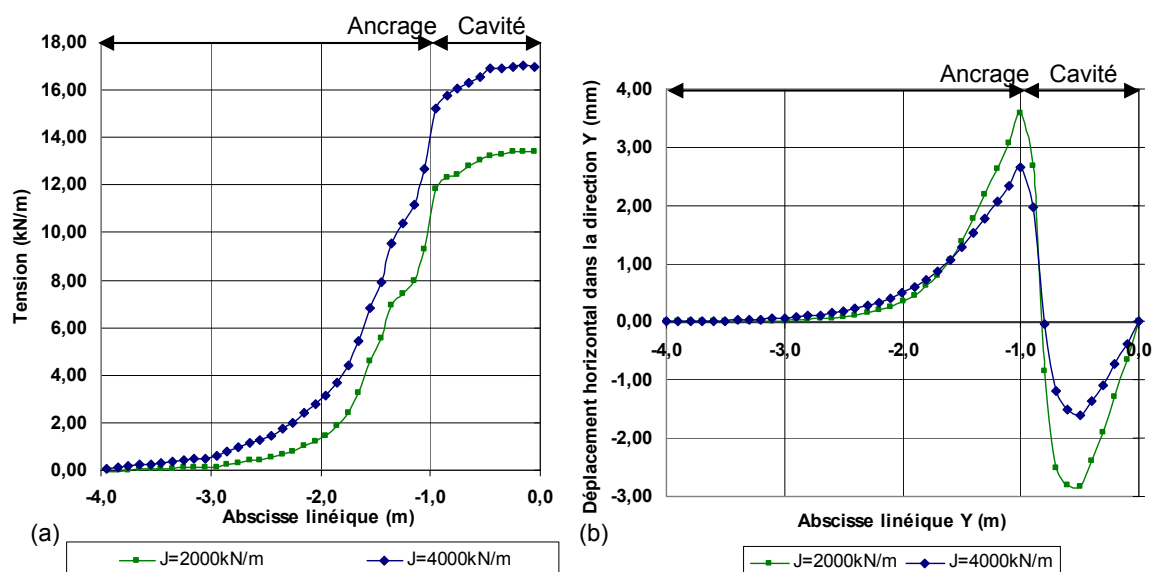 Ancrage Cavité
18,00
16,00
14,00
12,00
10,00
8,00
6,00
4,00
2,00
0,00
Tension (kN/m)
-4,0 -3,0 -2,0 -1,0 0,0
Abscisse linéique (m)
(a)
J=2000kN/m J=4000kN/m
Ancrage Cavité
4,00
3,00
2,00
1,00
0,00
-1,00
-2,00
-3,00
Déplacement horizontal dans la direction Y (mm)
-4,0 -3,0 -2,0 -1,0 0,0
Abscisse linéique Y (m)
(b)
J=2000kN/m J=4000kN/m